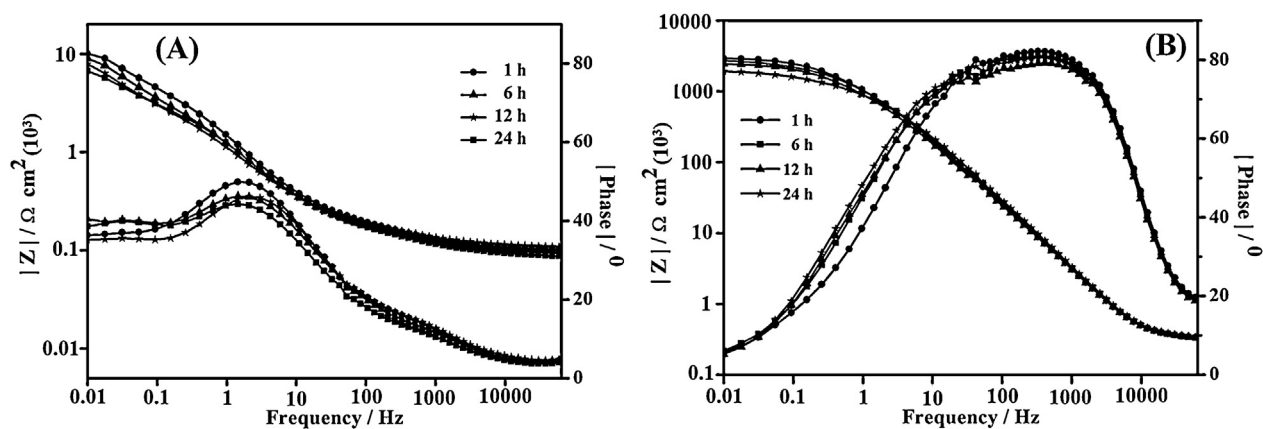 (A)
1 h
6 h
12 h
24 h
10
1
0.1
0.01
|Z| / Ω cm² (10³)
80
60
40
20
0
|Phase| /⁰
0.01 0.1 1 10 100 1000 10000
Frequency / Hz
(B)
1 h
6 h
12 h
24 h
10000
1000
100
10
1
0.1
|Z| / Ω cm² (10³)
80
60
40
20
0
|Phase| /⁰
0.01 0.1 1 10 100 1000 10000
Frequency / Hz